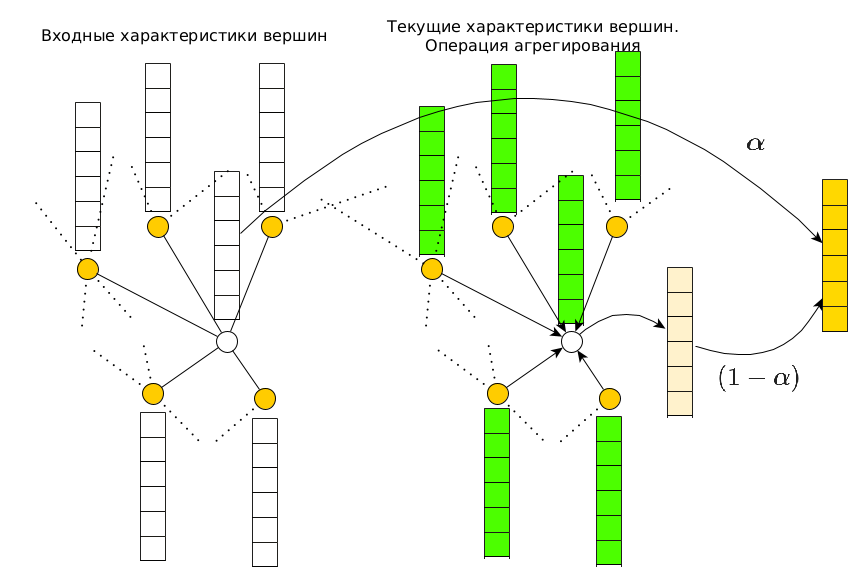 Входные характеристики вершин
Текущие характеристики вершин.
Операция агрегирования
α
(1 − α)